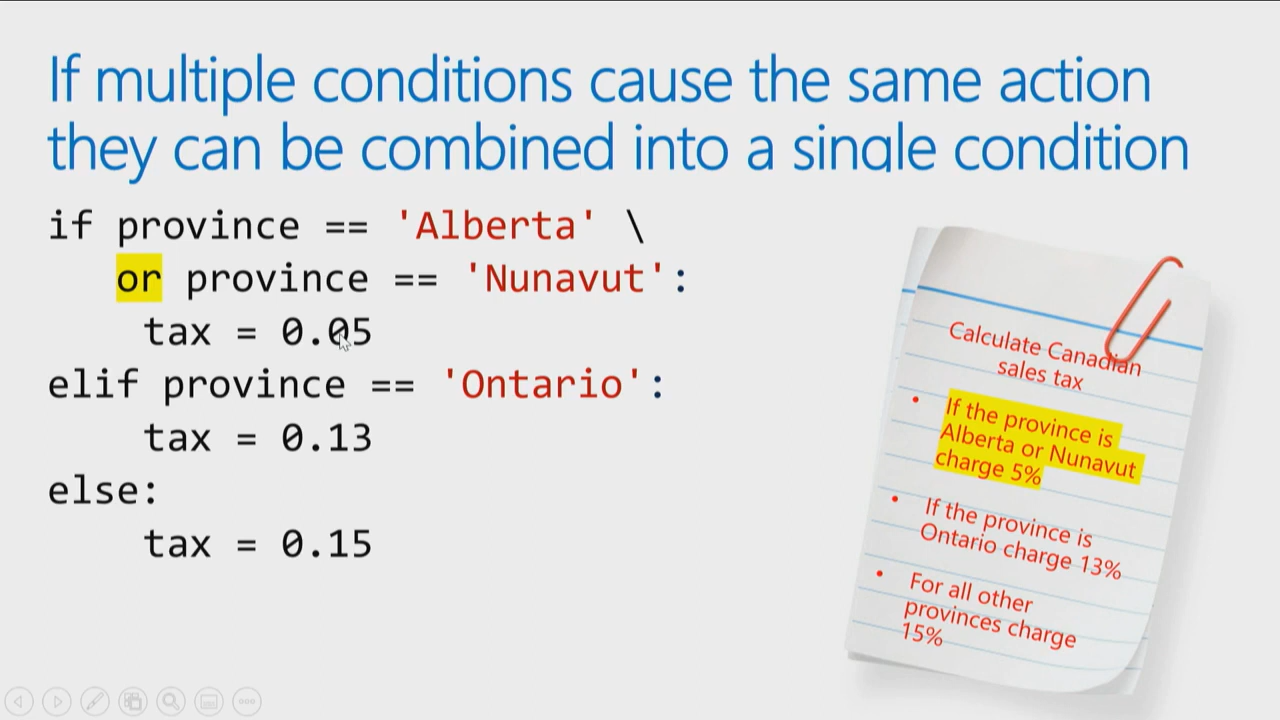 If multiple conditions cause the same action
they can be combined into a single condition
if province == 'Alberta' \
or province == 'Nunavut':
tax = 0.05
elif province == 'Ontario':
tax = 0.13
else:
tax = 0.15
Calculate Canadian
sales tax
• If the province is
Alberta or Nunavut
charge 5%
• If the province is
Ontario charge 13%
• For all other
provinces charge
15%